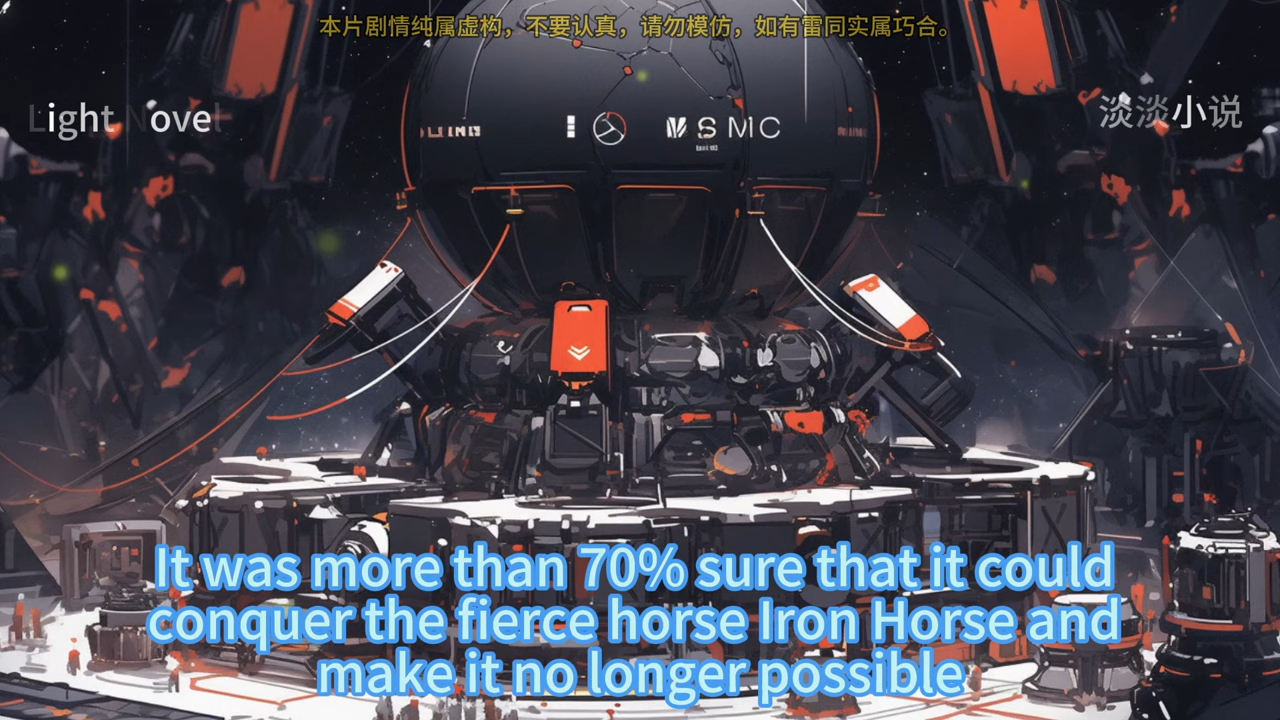 本片剧情纯属虚构，不要认真，请勿模仿，如有雷同实属巧合。
Light Novel
淡淡小说
SMC
It was more than 70% sure that it could
conquer the fierce horse Iron Horse and
make it no longer possible